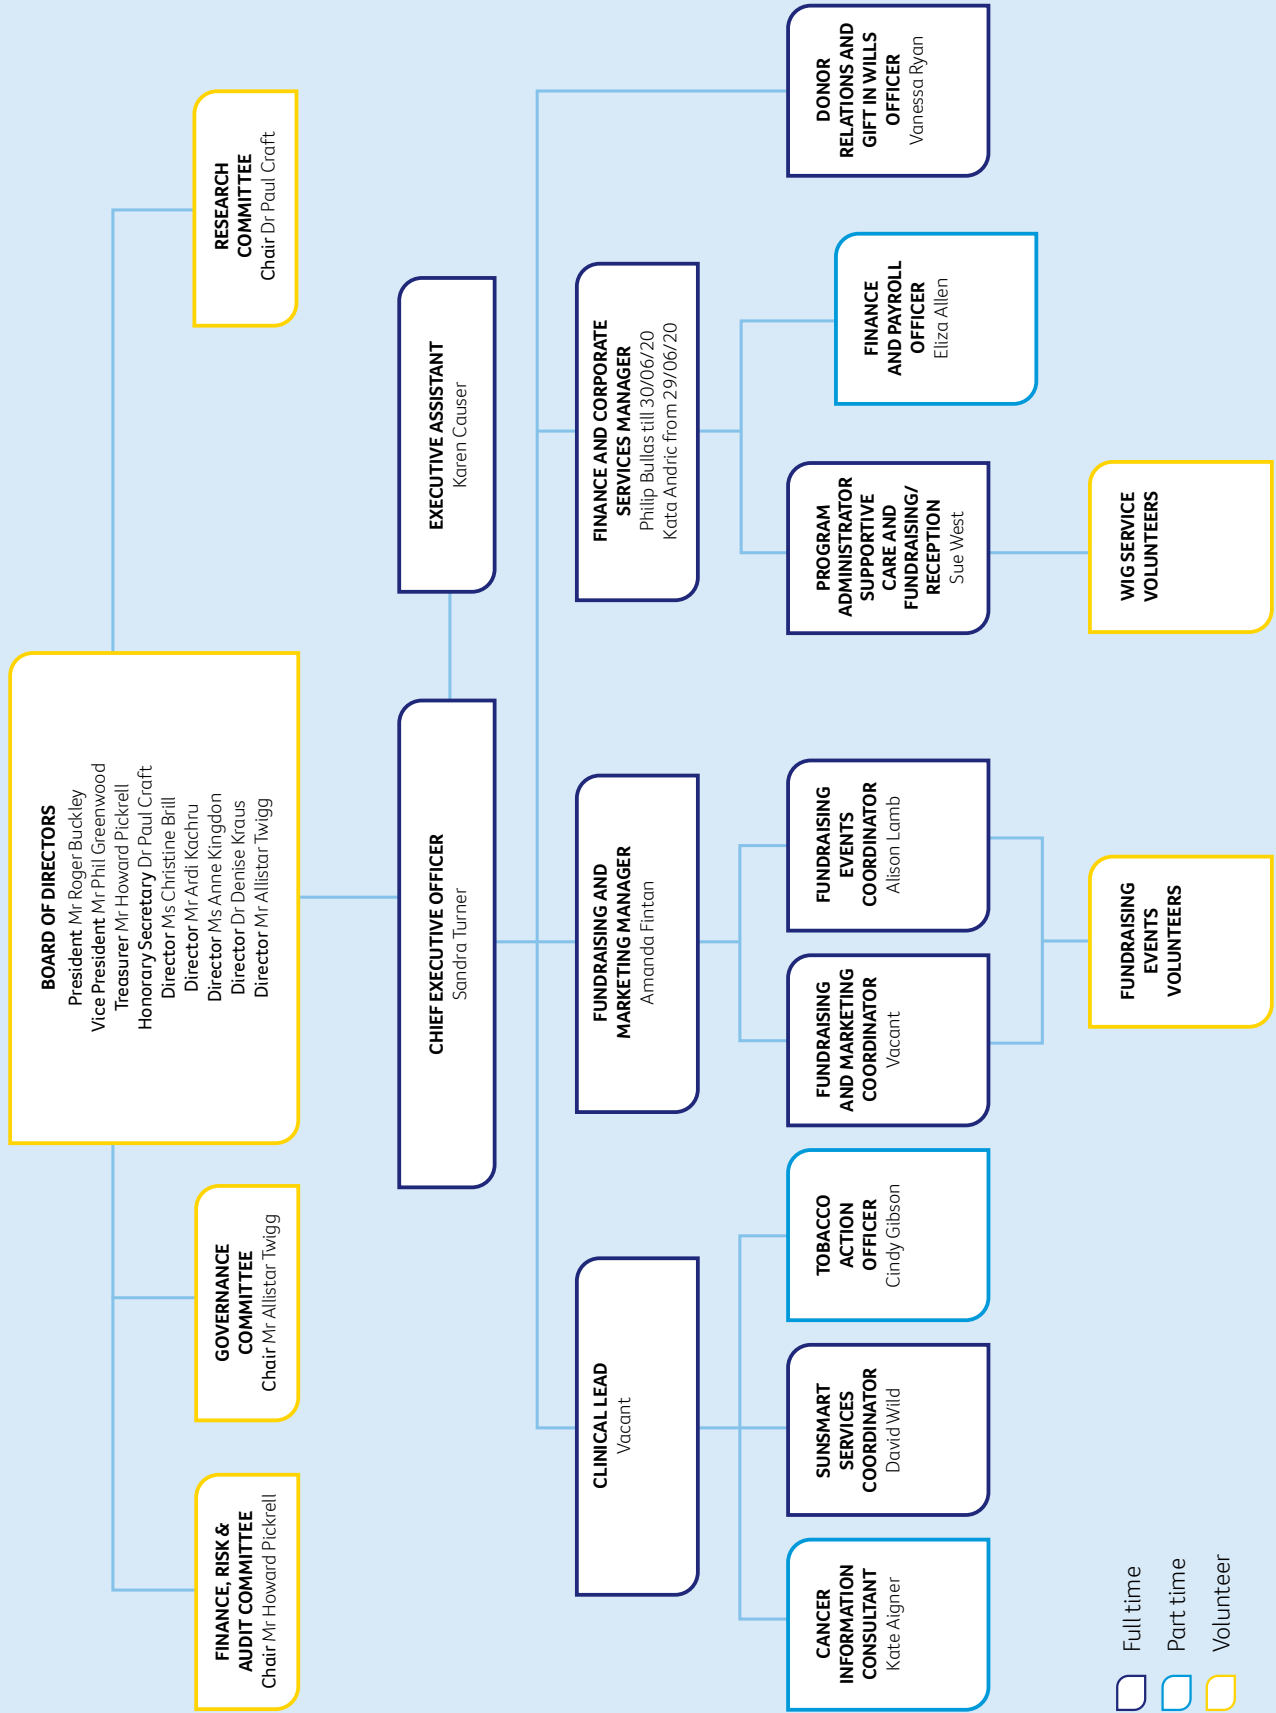 BOARD OF DIRECTORS
President Mr Roger Buckley
Vice President Mr Phil Greenwood
Treasurer Mr Howard Pickrell
Honorary Secretary Dr Paul Craft
Director Ms Christine Brill
Director Mr Ardi Kachru
Director Ms Anne Kingdon
Director Dr Denise Kraus
Director Mr Allistar Twigg
FINANCE, RISK &
AUDIT COMMITTEE
Chair Mr Howard Pickrell
GOVERNANCE
COMMITTEE
Chair Mr Allistar Twigg
RESEARCH
COMMITTEE
Chair Dr Paul Craft
CHIEF EXECUTIVE OFFICER
Sandra Turner
EXECUTIVE ASSISTANT
Karen Causer
CLINICAL LEAD
Vacant
FUNDRAISING AND
MARKETING MANAGER
Amanda Fintan
FINANCE AND CORPORATE
SERVICES MANAGER
Philip Bullas till 30/06/20
Kata Andric from 29/06/20
CANCER
INFORMATION
CONSULTANT
Kate Aigner
SUNSMART
SERVICES
COORDINATOR
David Wild
TOBACCO
ACTION
OFFICER
Cindy Gibson
FUNDRAISING
AND MARKETING
COORDINATOR
Vacant
FUNDRAISING
EVENTS
COORDINATOR
Alison Lamb
PROGRAM
ADMINISTRATOR
SUPPORTIVE
CARE AND
FUNDRAISING/
RECEPTION
Sue West
FINANCE
AND PAYROLL
OFFICER
Eliza Allen
DONOR
RELATIONS AND
GIFT IN WILLS
OFFICER
Vanessa Ryan
FUNDRAISING
EVENTS
VOLUNTEERS
WIG SERVICE
VOLUNTEERS
Full time
Part time
Volunteer